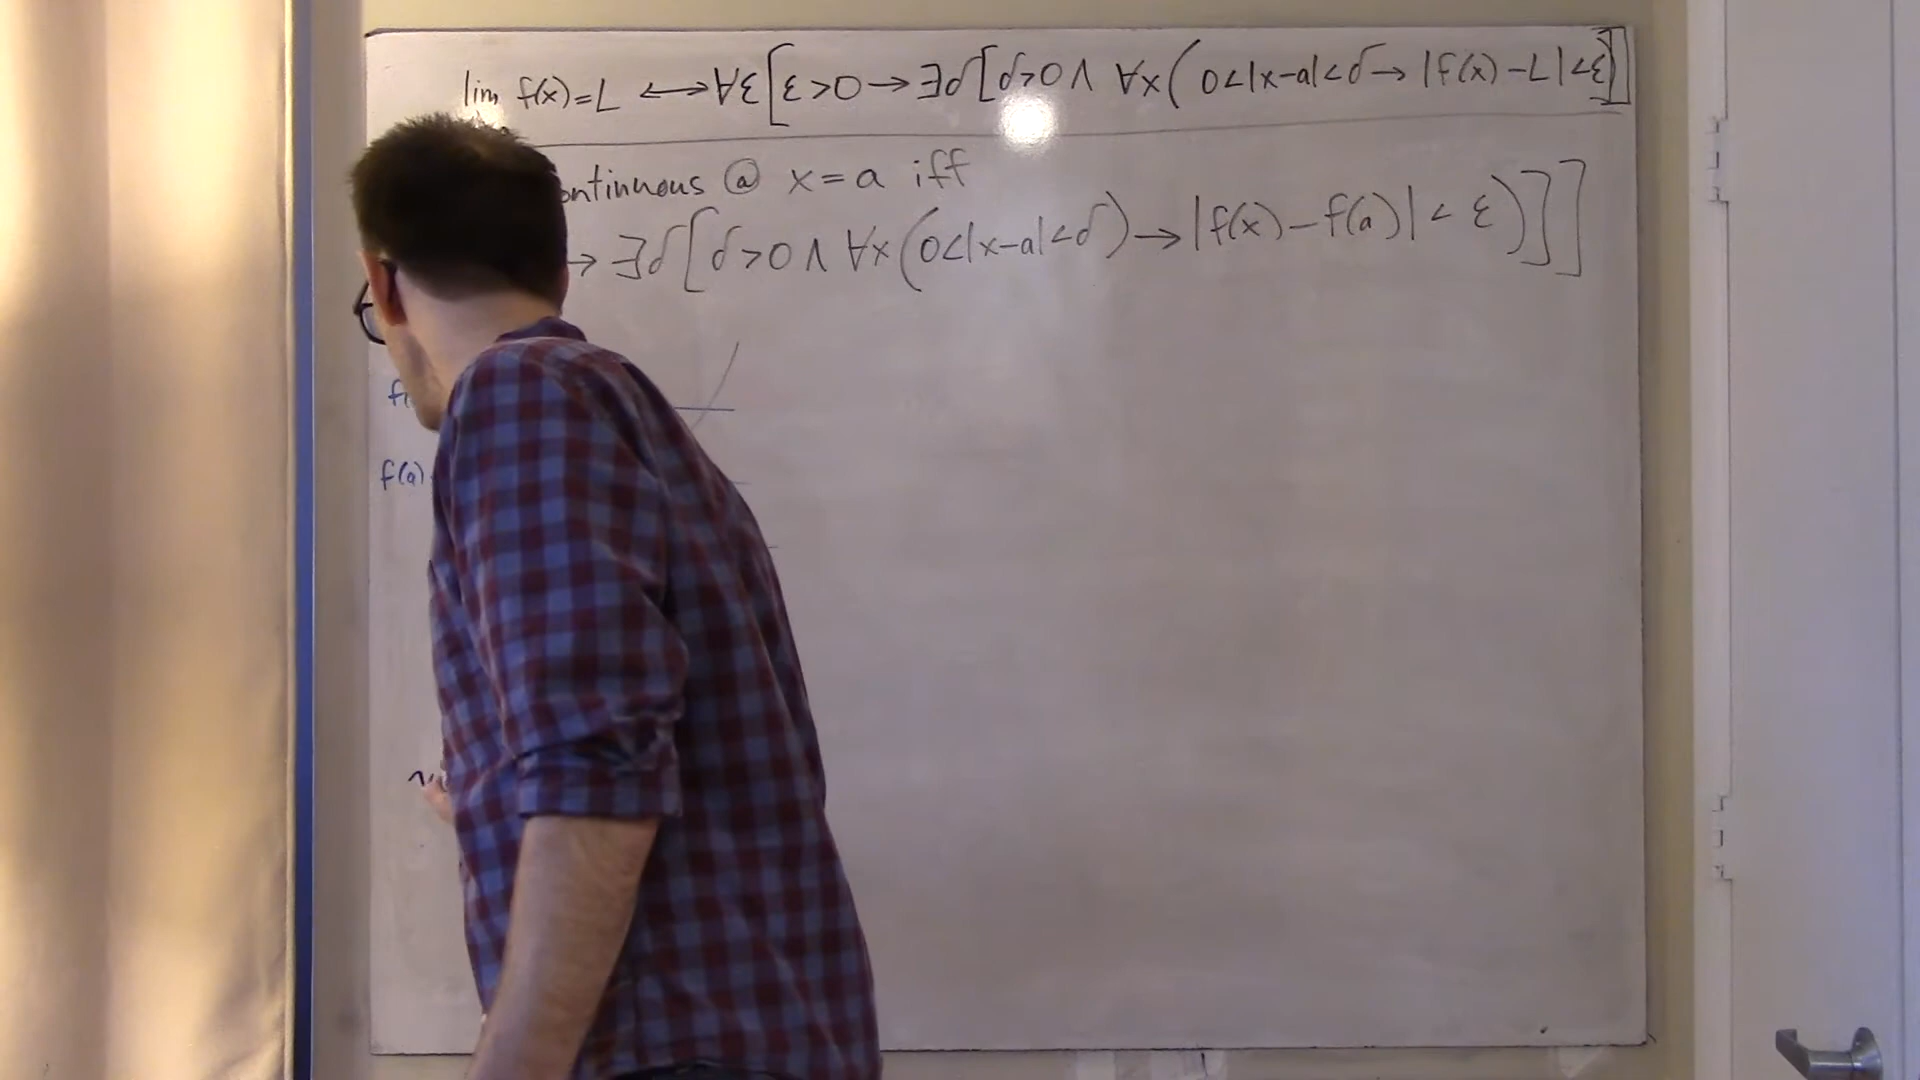 lim f(x)=L ⟷ ∀ε[ε>0→∃δ[δ>0∧ ∀x(0<|x-a|<δ→ |f(x)-L|<ε)]]
ontinuous @ x=a iff
→ ∃δ[δ>0∧ ∀x(0<|x-a|<δ)→|f(x)-f(a)|<ε)]]
f(a)